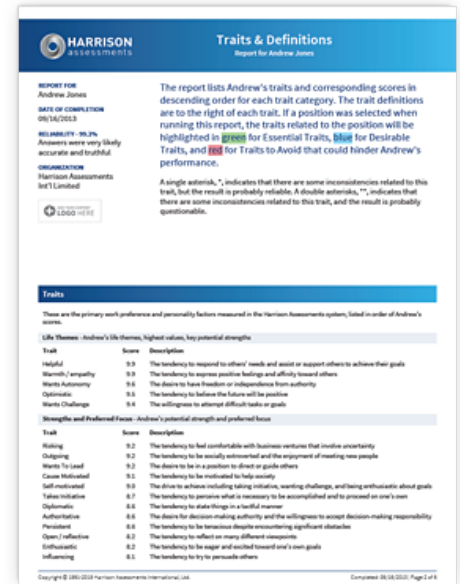 HARRISON
assessments
Traits & Definitions
Report for Andrew Jones
REPORT FOR
Andrew Jones
DATE OF COMPLETION
09/16/2013
RELIABILITY - 99.2%
Answers were very likely
accurate and truthful
ORGANIZATION
Harrison Assessments
Int'l Limited
LOGO HERE
The report lists Andrew's traits and corresponding scores in
descending order for each trait category. The trait definitions
are to the right of each trait. If a position was selected when
running this report, the traits related to the position will be
highlighted in green for Essential Traits, blue for Desirable
Traits, and red for Traits to Avoid that could hinder Andrew's
performance.
A single asterisk, *, indicates that there are some inconsistencies related to this
trait, but the result is probably reliable. A double asterisks, **, indicates that
there are some inconsistencies related to this trait, and the result is probably
questionable.
Traits
These are the primary work preference and personality factors measured in the Harrison Assessments system, listed in order of Andrew's
scores.
Life Themes - Andrew's life themes, highest values, key potential strengths
Trait Score Description
Helpful 9.9 The tendency to respond to others' needs and assist or support others to achieve their goals
Warmth / empathy 9.9 The tendency to express positive feelings and affinity toward others
Wants Autonomy 9.6 The desire to have freedom or independence from authority
Optimistic 9.5 The tendency to believe the future will be positive
Wants Challenge 9.4 The willingness to attempt difficult tasks or goals
Strengths and Preferred Focus - Andrew's potential strength and preferred focus
Trait Score Description
Risking 9.2 The tendency to feel comfortable with business ventures that involve uncertainty
Outgoing 9.2 The tendency to be socially extroverted and the enjoyment of meeting new people
Wants To Lead 9.2 The desire to be in a position to direct or guide others
Cause Motivated 9.1 The tendency to be motivated to help society
Self-motivated 9.0 The drive to achieve including taking initiative, wanting challenge, and being enthusiastic about goals
Takes Initiative 8.7 The tendency to perceive what is necessary to be accomplished and to proceed on one's own
Diplomatic 8.6 The tendency to state things in a tactful manner
Authoritative 8.6 The desire for decision-making authority and the willingness to accept decision-making responsibility
Persistent 8.6 The tendency to be tenacious despite encountering significant obstacles
Open / reflective 8.2 The tendency to reflect on many different viewpoints
Enthusiastic 8.2 The tendency to be eager and excited toward one's own goals
Influencing 8.1 The tendency to try to persuade others
Copyright © 1991-2019 Harrison Assessments International, Ltd. Completed: 09/16/2013; Page 2 of 9